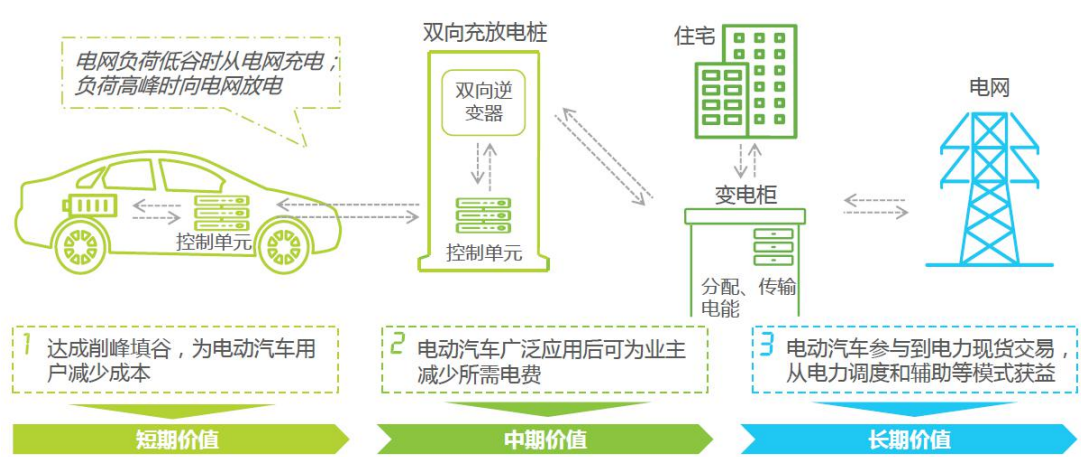 双向充放电桩
住宅
电网负荷低谷时从电网充电；
负荷高峰时向电网放电
电网
双向逆
变器
变电柜
控制单元
控制单元
分配、传输
电能
1 达成削峰填谷，为电动汽车用
户减少成本
2 电动汽车广泛应用后可为业主
减少所需电费
3 电动汽车参与到电力现货交易，
从电力调度和辅助等模式获益
短期价值
中期价值
长期价值